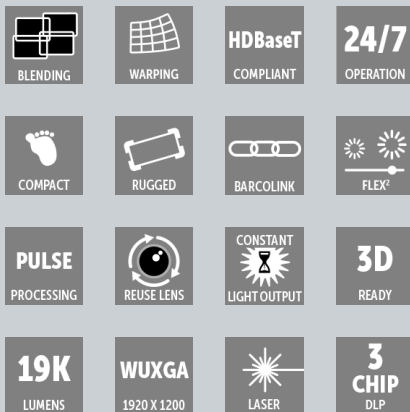 BLENDING
WARPING
HDBaseT
COMPLIANT
24/7
OPERATION
COMPACT
RUGGED
BARCOLINK
FLEX²
PULSE
PROCESSING
REUSE LENS
CONSTANT
LIGHT OUTPUT
3D
READY
19K
LUMENS
WUXGA
1920 X 1200
LASER
3
CHIP
DLP